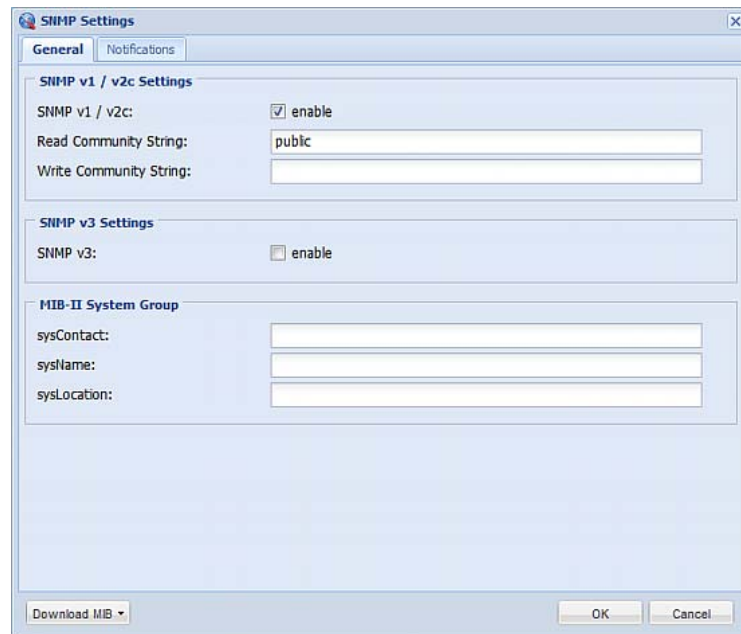 SNMP Settings
General Notifications
SNMP v1 / v2c Settings
SNMP v1 / v2c: enable
Read Community String: public
Write Community String:
SNMP v3 Settings
SNMP v3: enable
MIB-II System Group
sysContact:
sysName:
sysLocation:
Download MIB OK Cancel